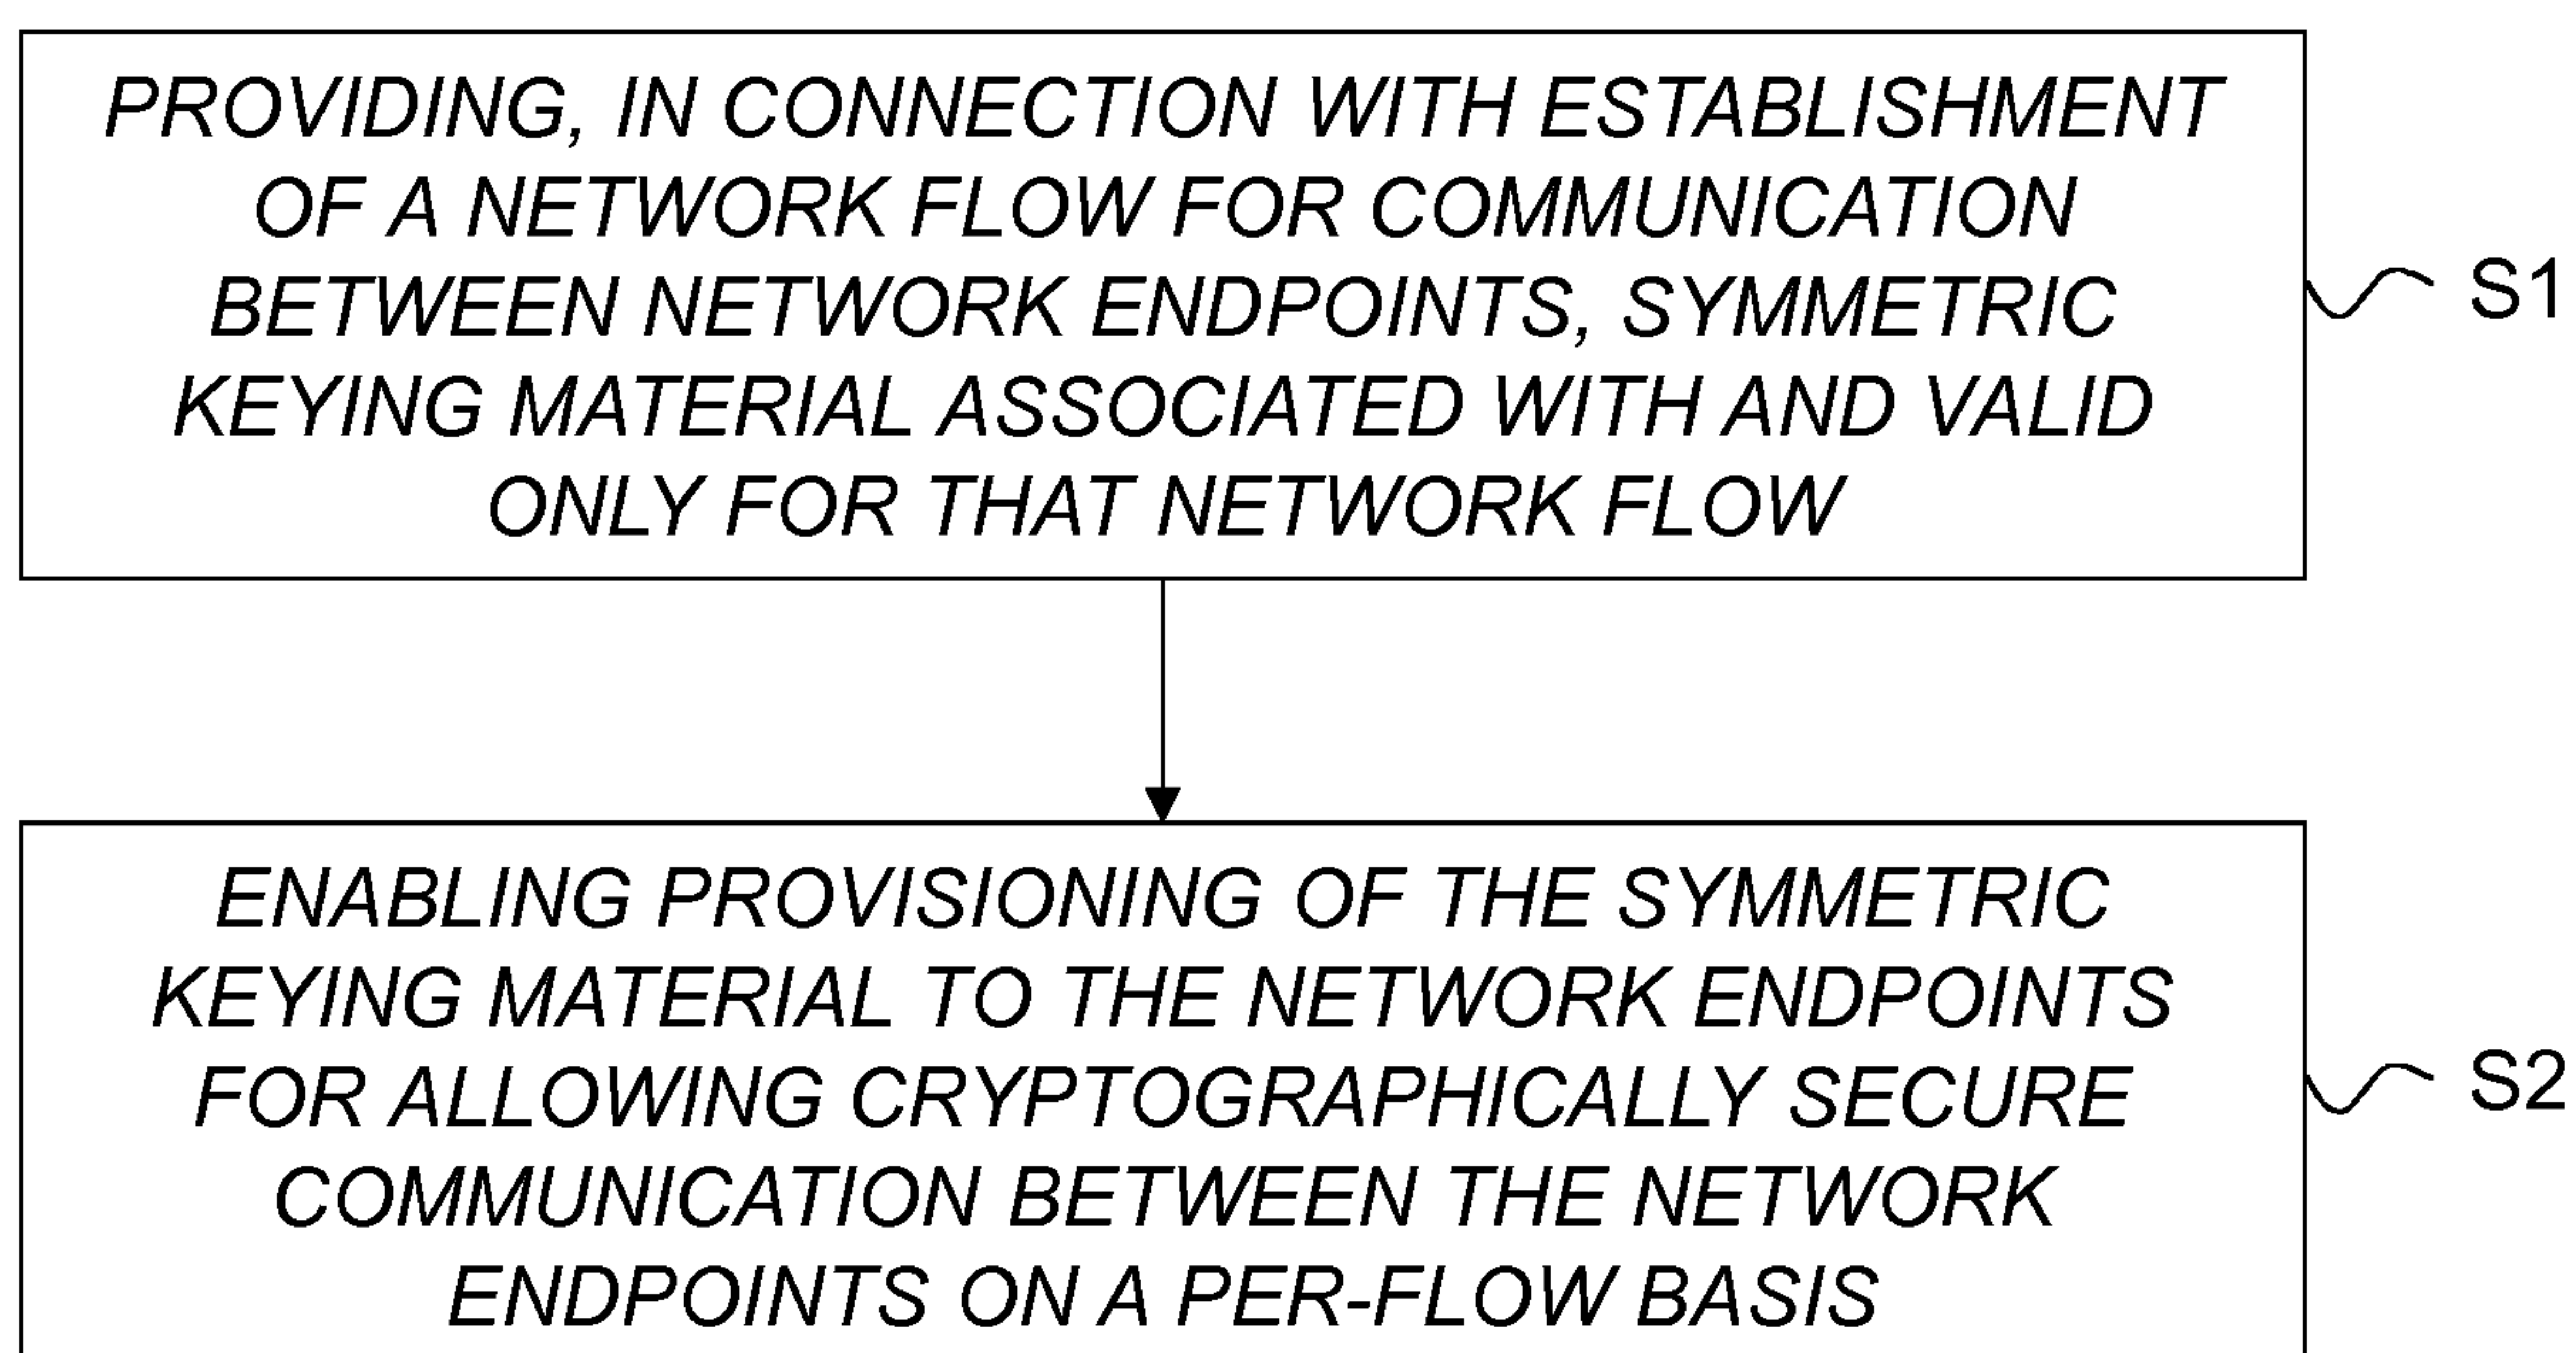 PROVIDING, IN CONNECTION WITH ESTABLISHMENT
OF A NETWORK FLOW FOR COMMUNICATION
BETWEEN NETWORK ENDPOINTS, SYMMETRIC
KEYING MATERIAL ASSOCIATED WITH AND VALID
ONLY FOR THAT NETWORK FLOW
S1
ENABLING PROVISIONING OF THE SYMMETRIC
KEYING MATERIAL TO THE NETWORK ENDPOINTS
FOR ALLOWING CRYPTOGRAPHICALLY SECURE
COMMUNICATION BETWEEN THE NETWORK
ENDPOINTS ON A PER-FLOW BASIS
S2